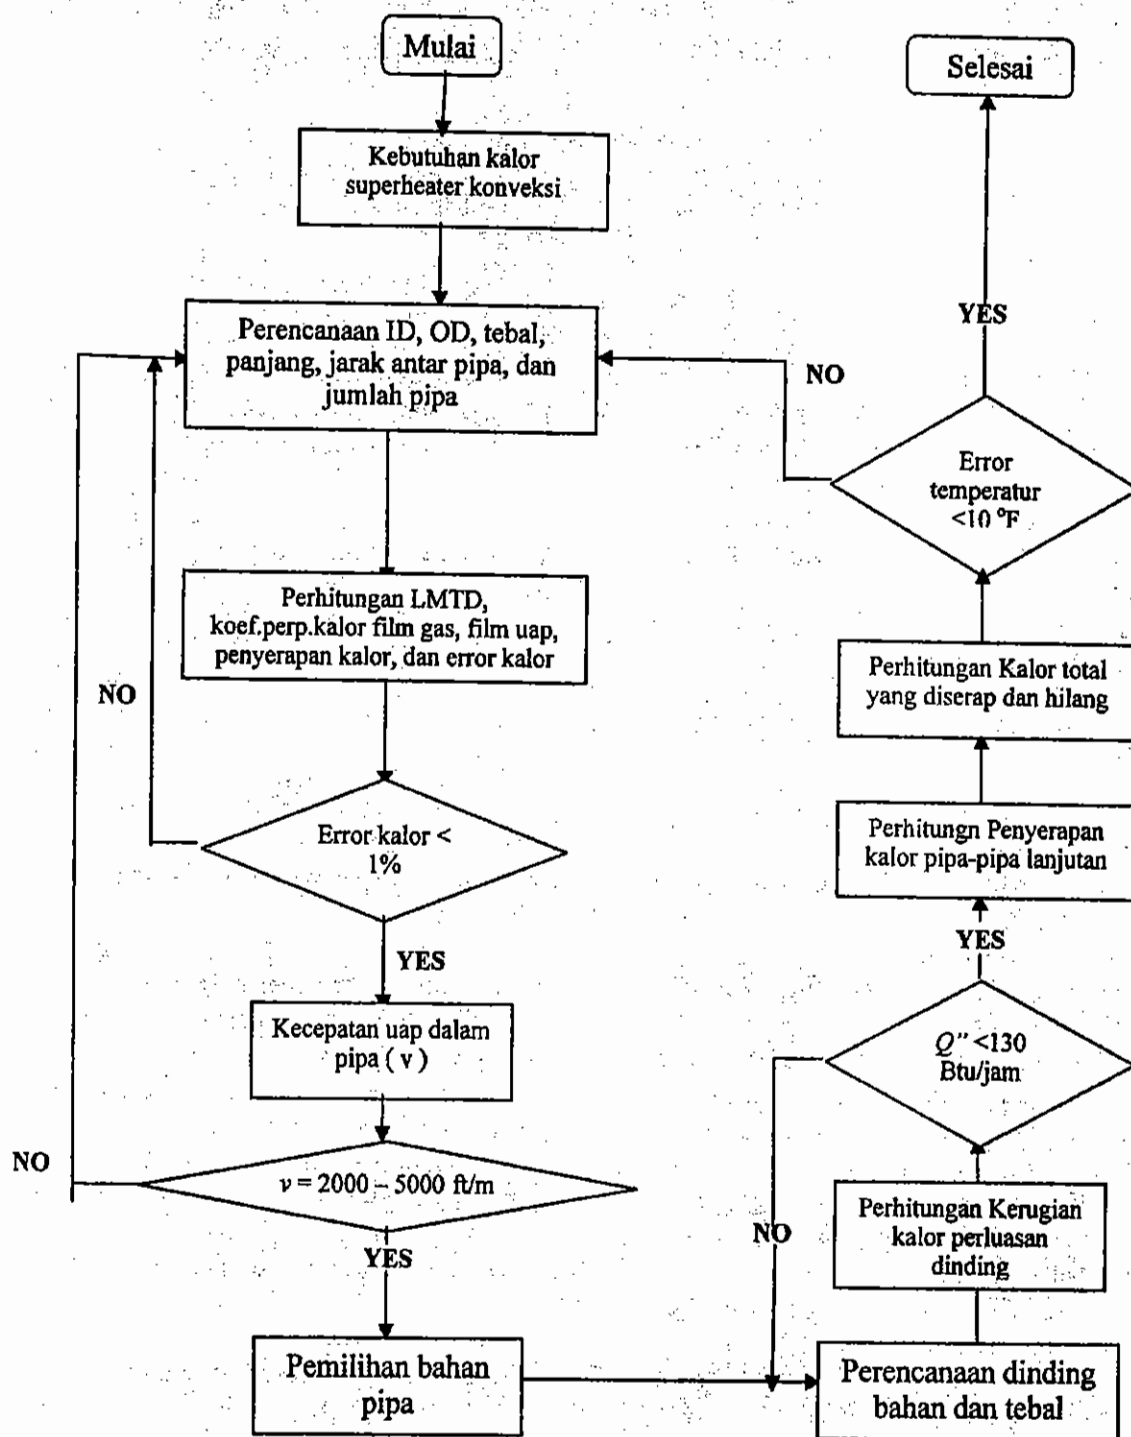 Mulai
Kebutuhan kalor
superheater konveksi
Perencanaan ID, OD, tebal,
panjang, jarak antar pipa, dan
jumlah pipa
Perhitungan LMTD,
koef.perp.kalor film gas, film uap,
penyerapan kalor, dan error kalor
NO
Error kalor <
1%
YES
Kecepatan uap dalam
pipa ( v )
NO
v = 2000 – 5000 ft/m
YES
Pemilihan bahan
pipa
Perencanaan dinding
bahan dan tebal
Perhitungan Kerugian
kalor perluasan
dinding
NO
Q" <130
Btu/jam
YES
Perhitungn Penyerapan
kalor pipa-pipa lanjutan
Perhitungan Kalor total
yang diserap dan hilang
Error
temperatur
<10 °F
NO
YES
Selesai